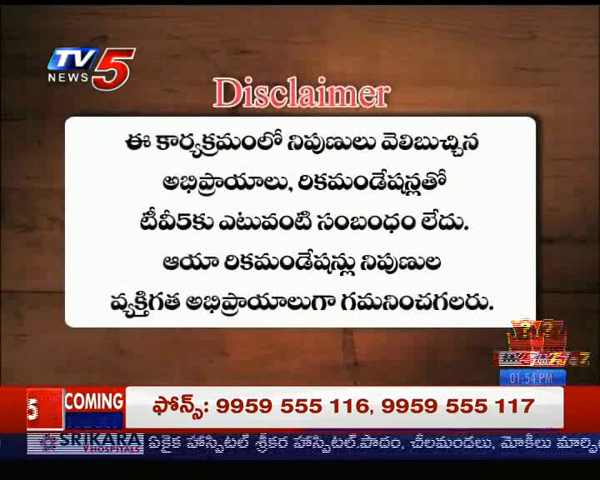 TV5
NEWS
Disclaimer
ఈ కార్యక్రమంలో నిపుణులు వెలిబుచ్చిన
అభిప్రాయాలు, రికమండేషన్లతో
టీవీ5కు ఎటువంటి సంబంధం లేదు.
ఆయా రికమండేషన్లు నిపుణుల
వ్యక్తిగత అభిప్రాయాలుగా గమనించగలరు.
01:54 PM
5 COMING
ఫోన్స్: 9959 555 116, 9959 555 117
SRIKARA
HOSPITALS
ఏకైక హాస్పిటల్ శ్రీకర హాస్పిటల్.పాదం, చీలమండలు, మోకీలు మార్పి